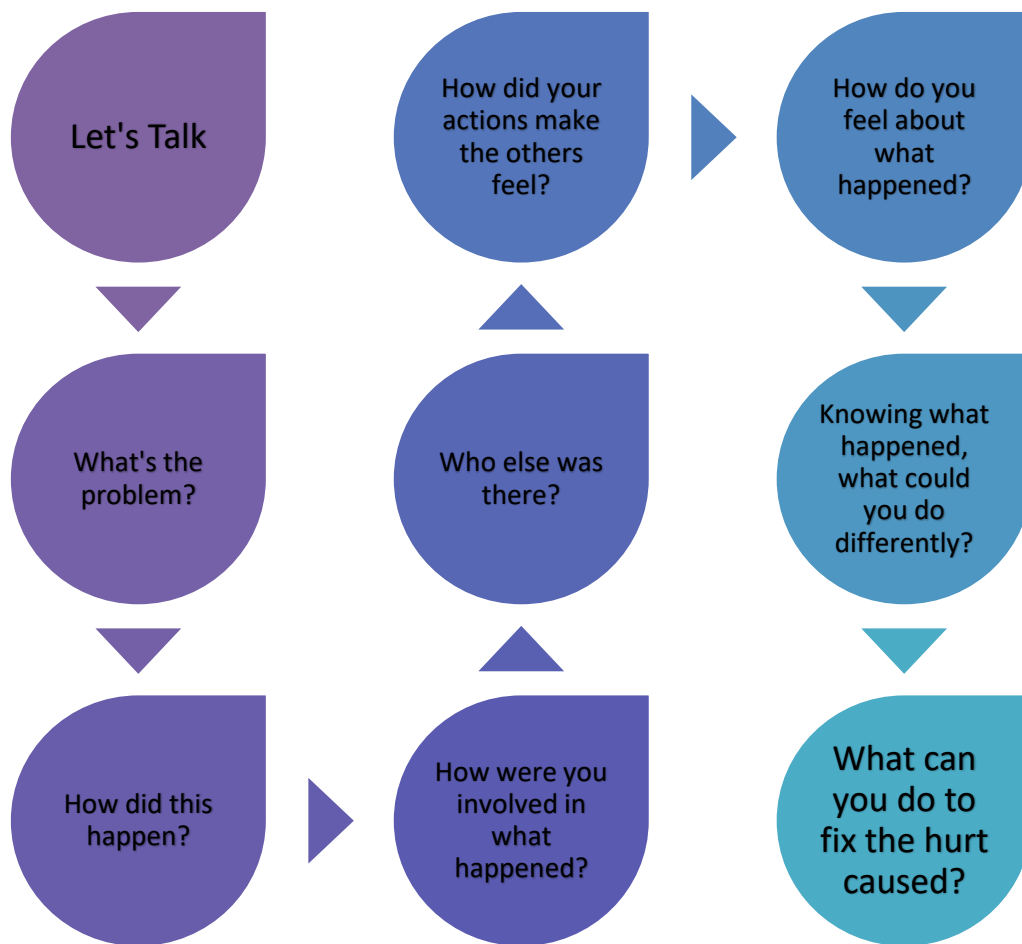 Let's Talk
What's the
problem?
How did this
happen?
How were you
involved in
what
happened?
Who else was
there?
How did your
actions make
the others
feel?
How do you
feel about
what
happened?
Knowing what
happened,
what could
you do
differently?
What can
you do to
fix the hurt
caused?